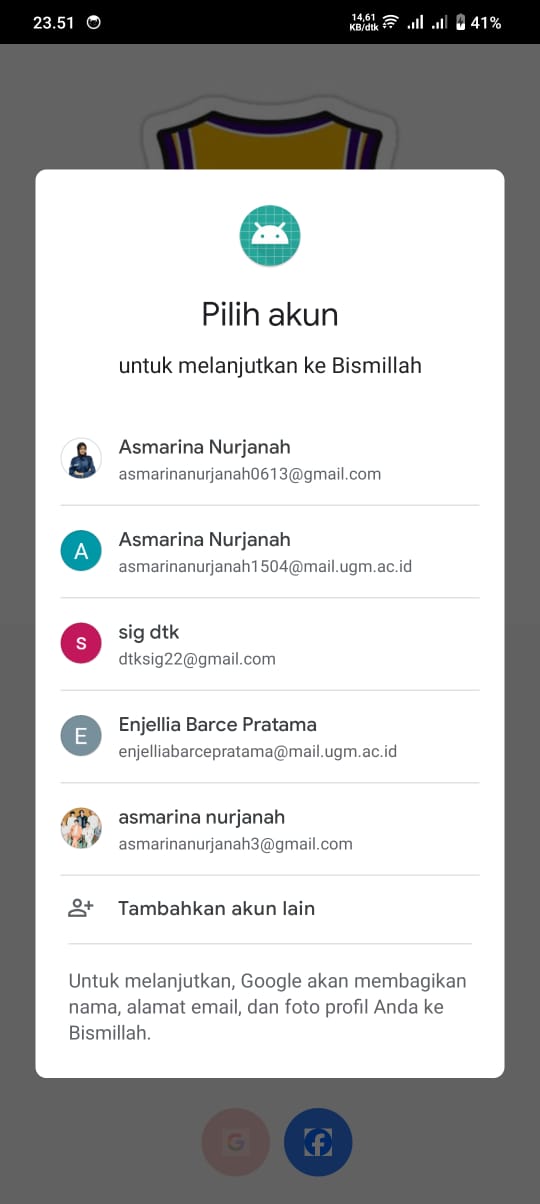 23.51
14,61
KB/dtk
41%
Pilih akun
untuk melanjutkan ke Bismillah
Asmarina Nurjanah
asmarinanurjanah0613@gmail.com
A
Asmarina Nurjanah
asmarinanurjanah1504@mail.ugm.ac.id
s
sig dtk
dtksig22@gmail.com
E
Enjellia Barce Pratama
enjelliabarcepratama@mail.ugm.ac.id
asmarina nurjanah
asmarinanurjanah3@gmail.com
Tambahkan akun lain
Untuk melanjutkan, Google akan membagikan
nama, alamat email, dan foto profil Anda ke
Bismillah.
G
f